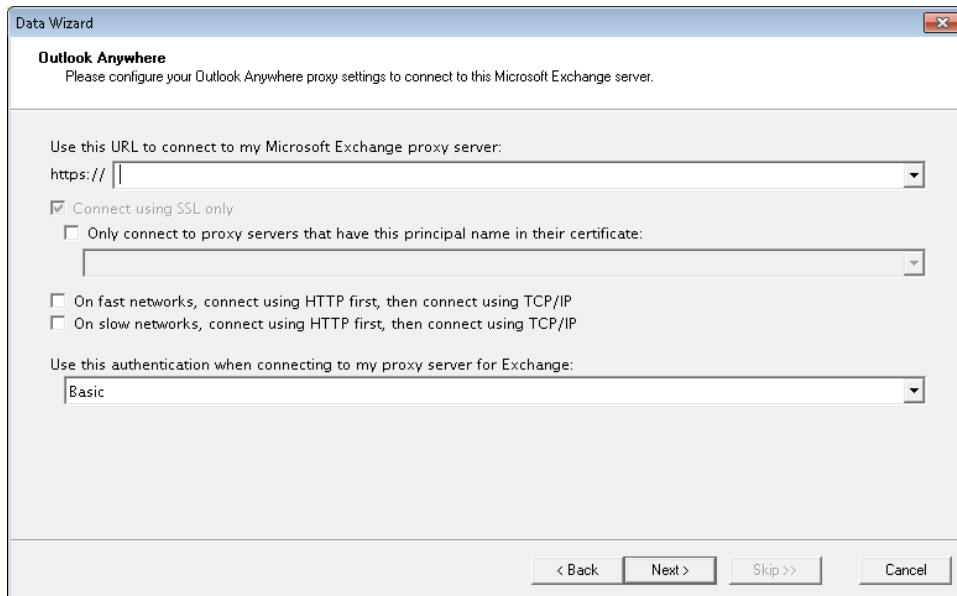 Data Wizard
Outlook Anywhere
Please configure your Outlook Anywhere proxy settings to connect to this Microsoft Exchange server.
Use this URL to connect to my Microsoft Exchange proxy server:
https://
Connect using SSL only
Only connect to proxy servers that have this principal name in their certificate:
On fast networks, connect using HTTP first, then connect using TCP/IP
On slow networks, connect using HTTP first, then connect using TCP/IP
Use this authentication when connecting to my proxy server for Exchange:
Basic
< Back Next > Skip >> Cancel